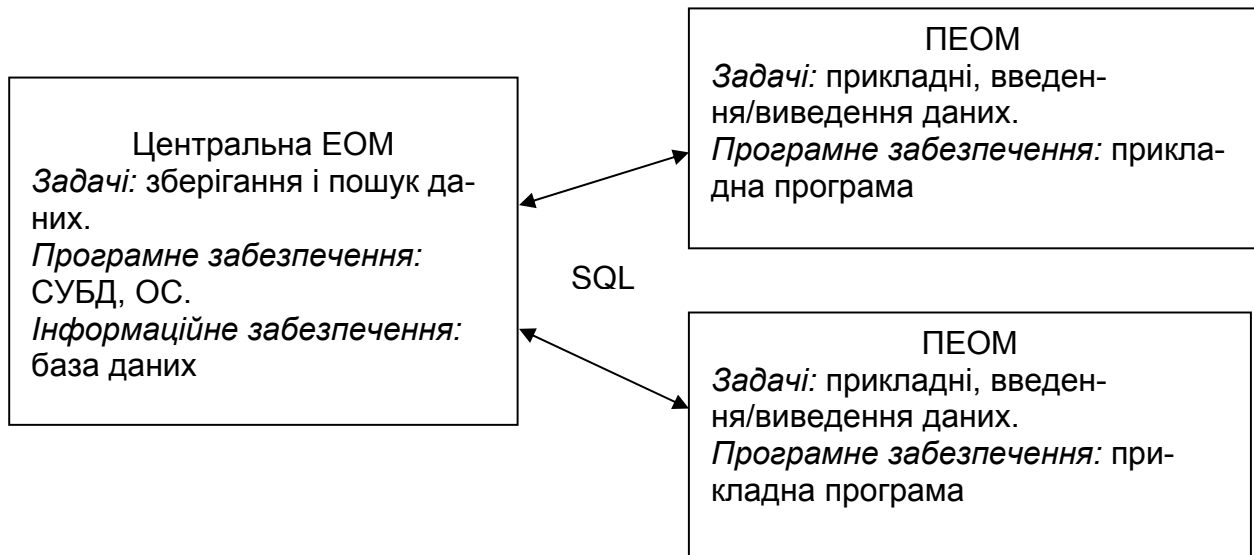 Центральна ЕОМ
Задачі: зберігання і пошук да-
них.
Програмне забезпечення:
СУБД, ОС.
Інформаційне забезпечення:
база даних
SQL
ПЕОМ
Задачі: прикладні, введен-
ня/виведення даних.
Програмне забезпечення: прикла-
дна програма
ПЕОМ
Задачі: прикладні, введен-
ня/виведення даних.
Програмне забезпечення: при-
кладна програма